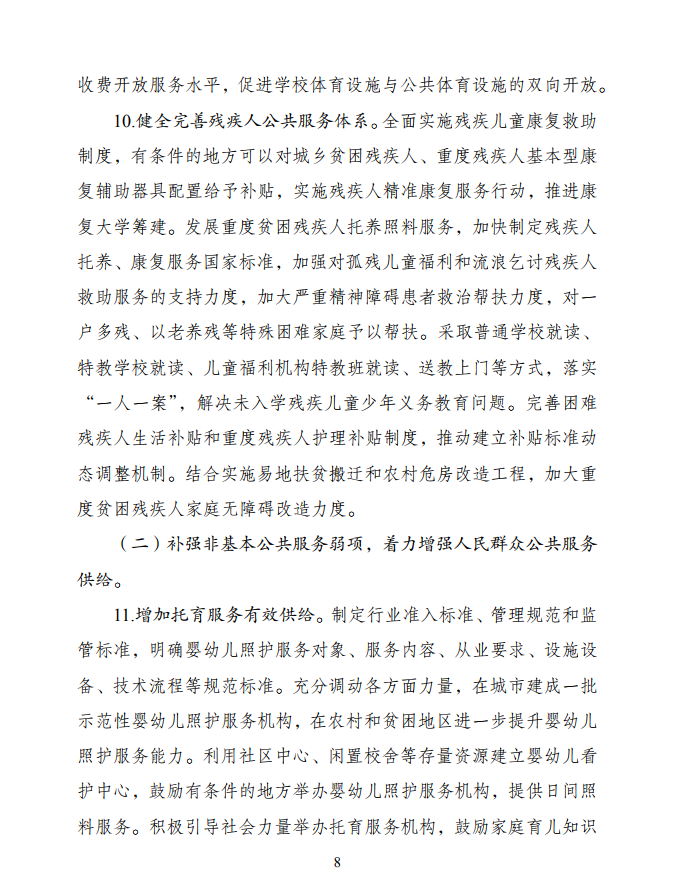 收费开放服务水平，促进学校体育设施与公共体育设施的双向开放。
10.健全完善残疾人公共服务体系。全面实施残疾儿童康复救助
制度，有条件的地方可以对城乡贫困残疾人、重度残疾人基本型康
复辅助器具配置给予补贴，实施残疾人精准康复服务行动，推进康
复大学筹建。发展重度贫困残疾人托养照料服务，加快制定残疾人
托养、康复服务国家标准，加强对孤残儿童福利和流浪乞讨残疾人
救助服务的支持力度，加大严重精神障碍患者救治帮扶力度，对一
户多残、以老养残等特殊困难家庭予以帮扶。采取普通学校就读、
特教学校就读、儿童福利机构特教班就读、送教上门等方式，落实
“一人一案”，解决未入学残疾儿童少年义务教育问题。完善困难
残疾人生活补贴和重度残疾人护理补贴制度，推动建立补贴标准动
态调整机制。结合实施易地扶贫搬迁和农村危房改造工程，加大重
度贫困残疾人家庭无障碍改造力度。
（二）补强非基本公共服务弱项，着力增强人民群众公共服务
供给。
11.增加托育服务有效供给。制定行业准入标准、管理规范和监
管标准，明确婴幼儿照护服务对象、服务内容、从业要求、设施设
备、技术流程等规范标准。充分调动各方面力量，在城市建成一批
示范性婴幼儿照护服务机构，在农村和贫困地区进一步提升婴幼儿
照护服务能力。利用社区中心、闲置校舍等存量资源建立婴幼儿看
护中心，鼓励有条件的地方举办婴幼儿照护服务机构，提供日间照
料服务。积极引导社会力量举办托育服务机构，鼓励家庭育儿知识
8